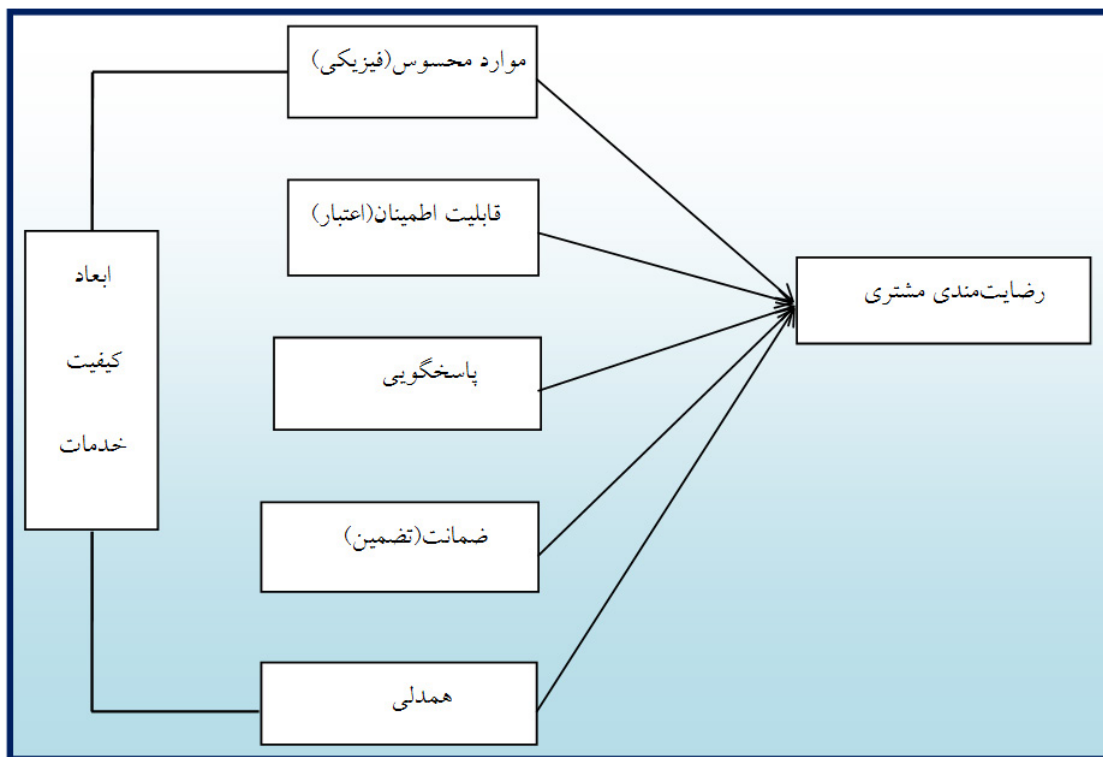 موارد محسوس(فیزیکی)
قابلیت اطمینان(اعتبار)
ابعاد
کیفیت
خدمات
رضایت‌مندی مشتری
پاسخگویی
ضمانت(تضمین)
همدلی